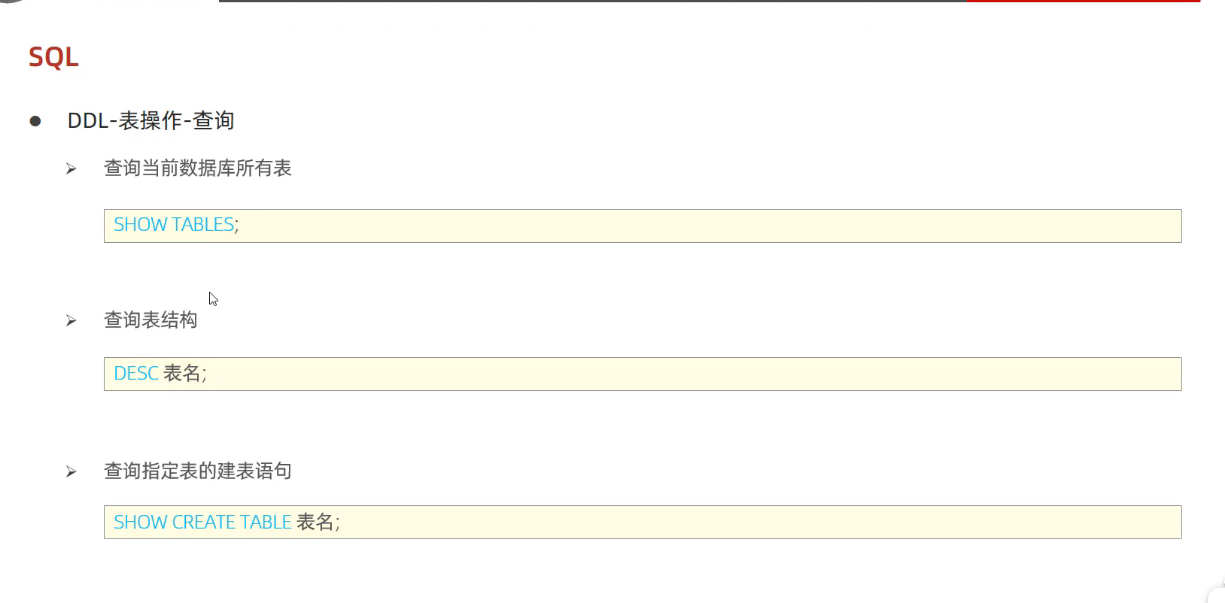 SQL
DDL-表操作-查询
查询当前数据库所有表
SHOW TABLES;
查询表结构
DESC 表名;
查询指定表的建表语句
SHOW CREATE TABLE 表名;